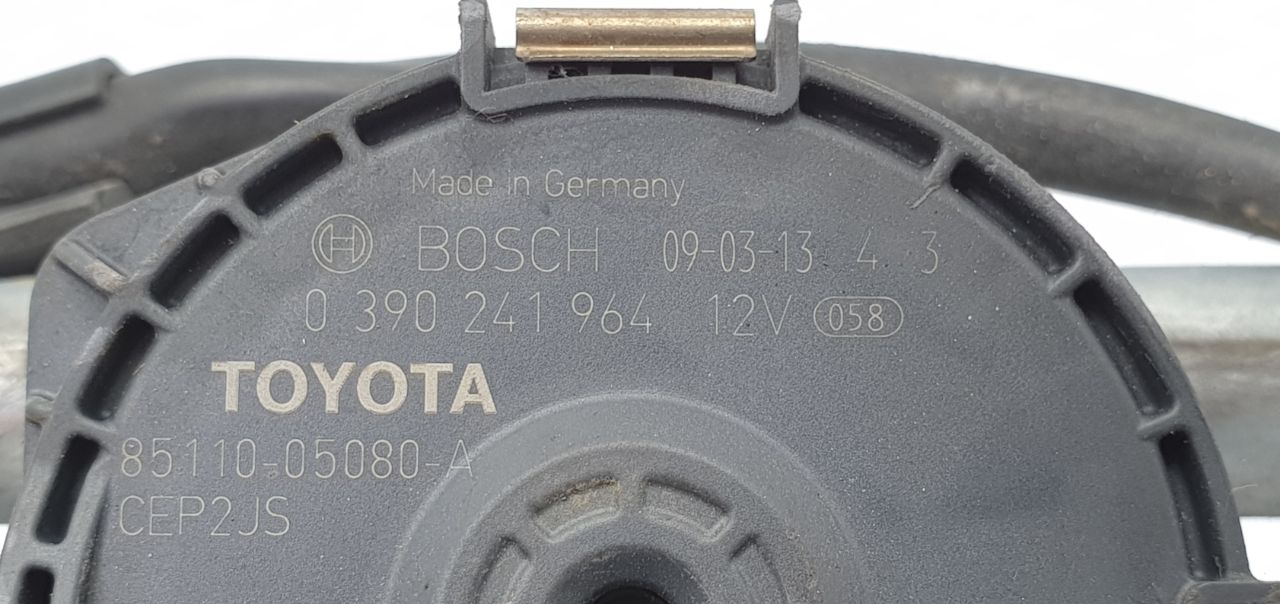 Made in Germany
BOSCH 09-03-13 4 3
0 390 241 964 12V 058
TOYOTA
85110-05080-A
CEP2JS